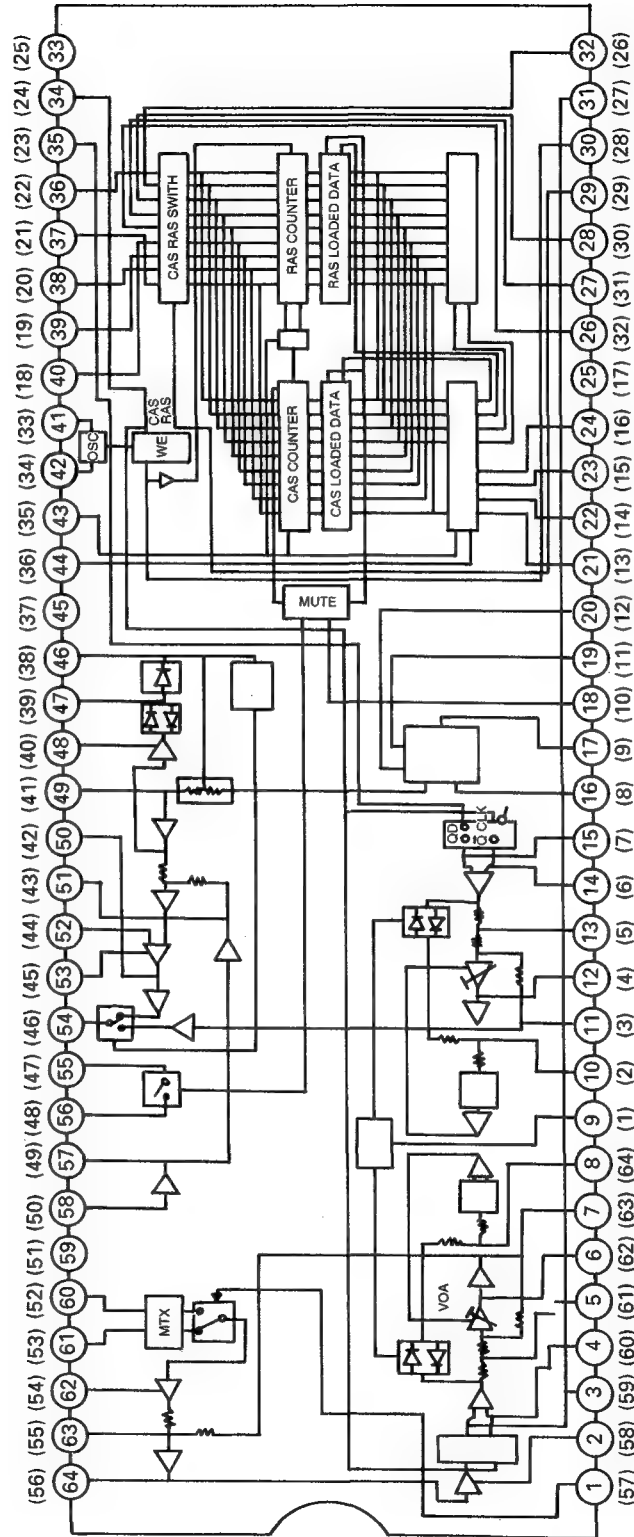 (56) (55) (54) (53) (52) (51) (50) (49) (48) (47) (46) (45) (44) (43) (42) (41) (40) (39) (38) (37) (36) (35) (34) (33) (18) (19) (20) (21) (22) (23) (24) (25)
64 63 62 61 60 59 58 57 56 55 54 53 52 51 50 49 48 47 46 45 44 43 42 41 40 39 38 37 36 35 34 33
OSC
MTX
WE
CAS
RAS
CAS RAS SWITH
MUTE
CAS COUNTER
RAS COUNTER
CAS LOADED DATA
RAS LOADED DATA
VOA
QD
Q CLK
1 2 3 4 5 6 7 8 9 10 11 12 13 14 15 16 17 18 19 20 21 22 23 24 25 26 27 28 29 30 31 32
(57) (58) (59) (60) (61) (62) (63) (64) (1) (2) (3) (4) (5) (6) (7) (8) (9) (10) (11) (12) (13) (14) (15) (16) (17) (32) (31) (30) (29) (28) (27) (26)